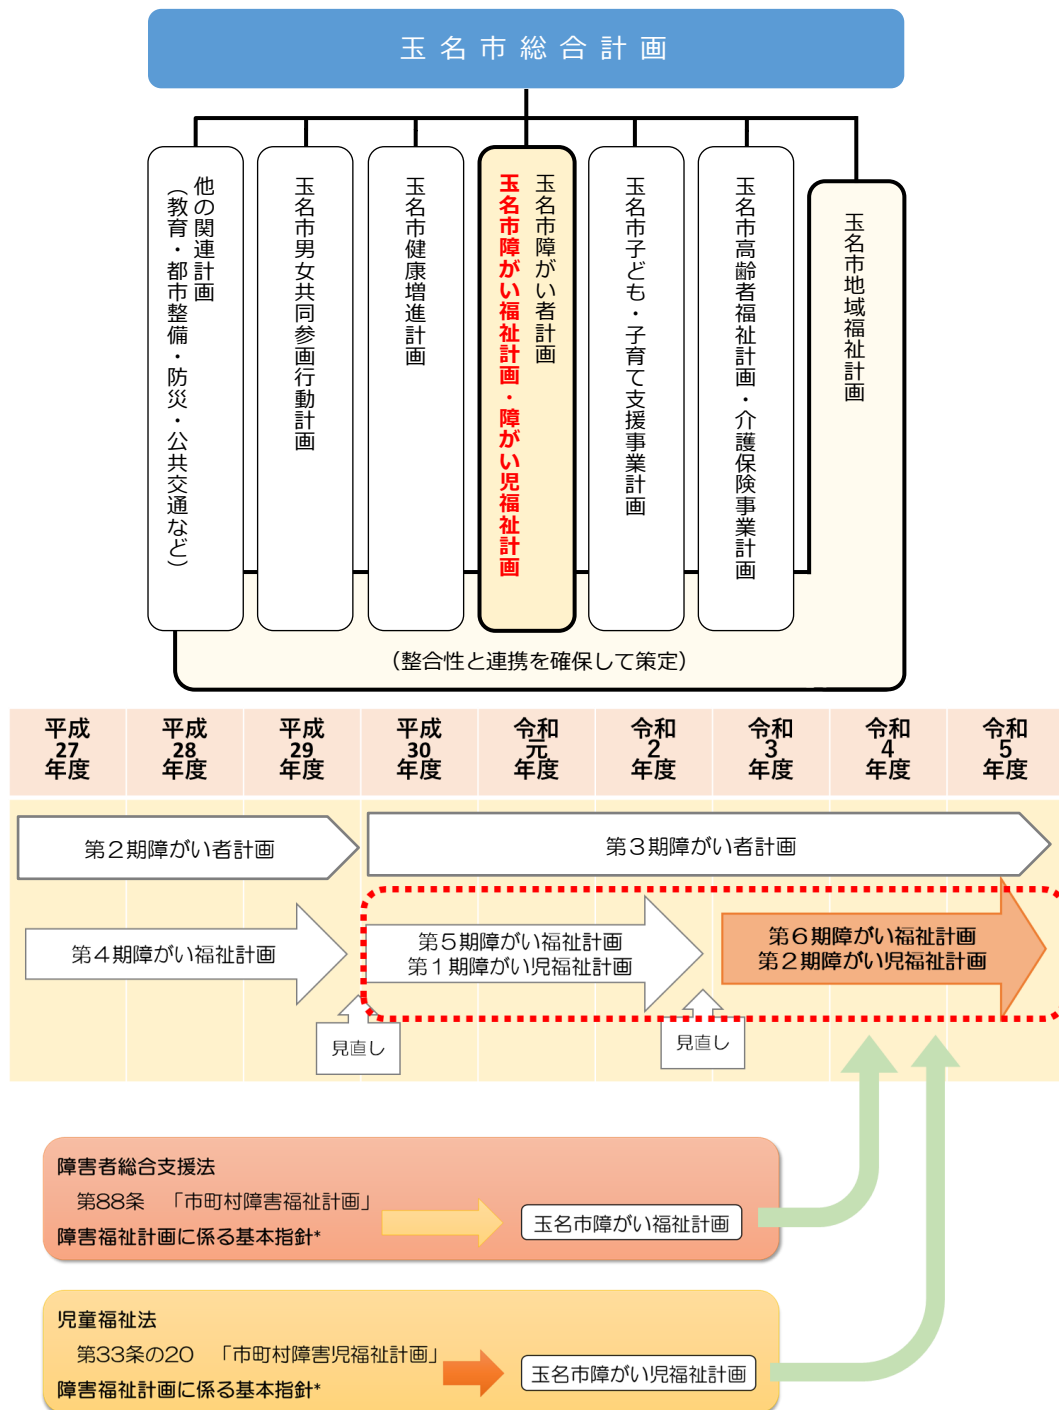 玉名市総合計画
他の関連計画
（教育・都市整備・防災・公共交通など）
玉名市男女共同参画行動計画
玉名市健康増進計画
玉名市障がい者計画
玉名市障がい福祉計画・障がい児福祉計画
玉名市子ども・子育て支援事業計画
玉名市高齢者福祉計画・介護保険事業計画
玉名市地域福祉計画
（整合性と連携を確保して策定）
平成
27
年度
平成
28
年度
平成
29
年度
平成
30
年度
令和
元
年度
令和
2
年度
令和
3
年度
令和
4
年度
令和
5
年度
第２期障がい者計画
第３期障がい者計画
第４期障がい福祉計画
第５期障がい福祉計画
第１期障がい児福祉計画
第６期障がい福祉計画
第２期障がい児福祉計画
見直し
見直し
障害者総合支援法
第88条　「市町村障害福祉計画」
障害福祉計画に係る基本指針*
玉名市障がい福祉計画
児童福祉法
第33条の20　「市町村障害児福祉計画」
障害福祉計画に係る基本指針*
玉名市障がい児福祉計画